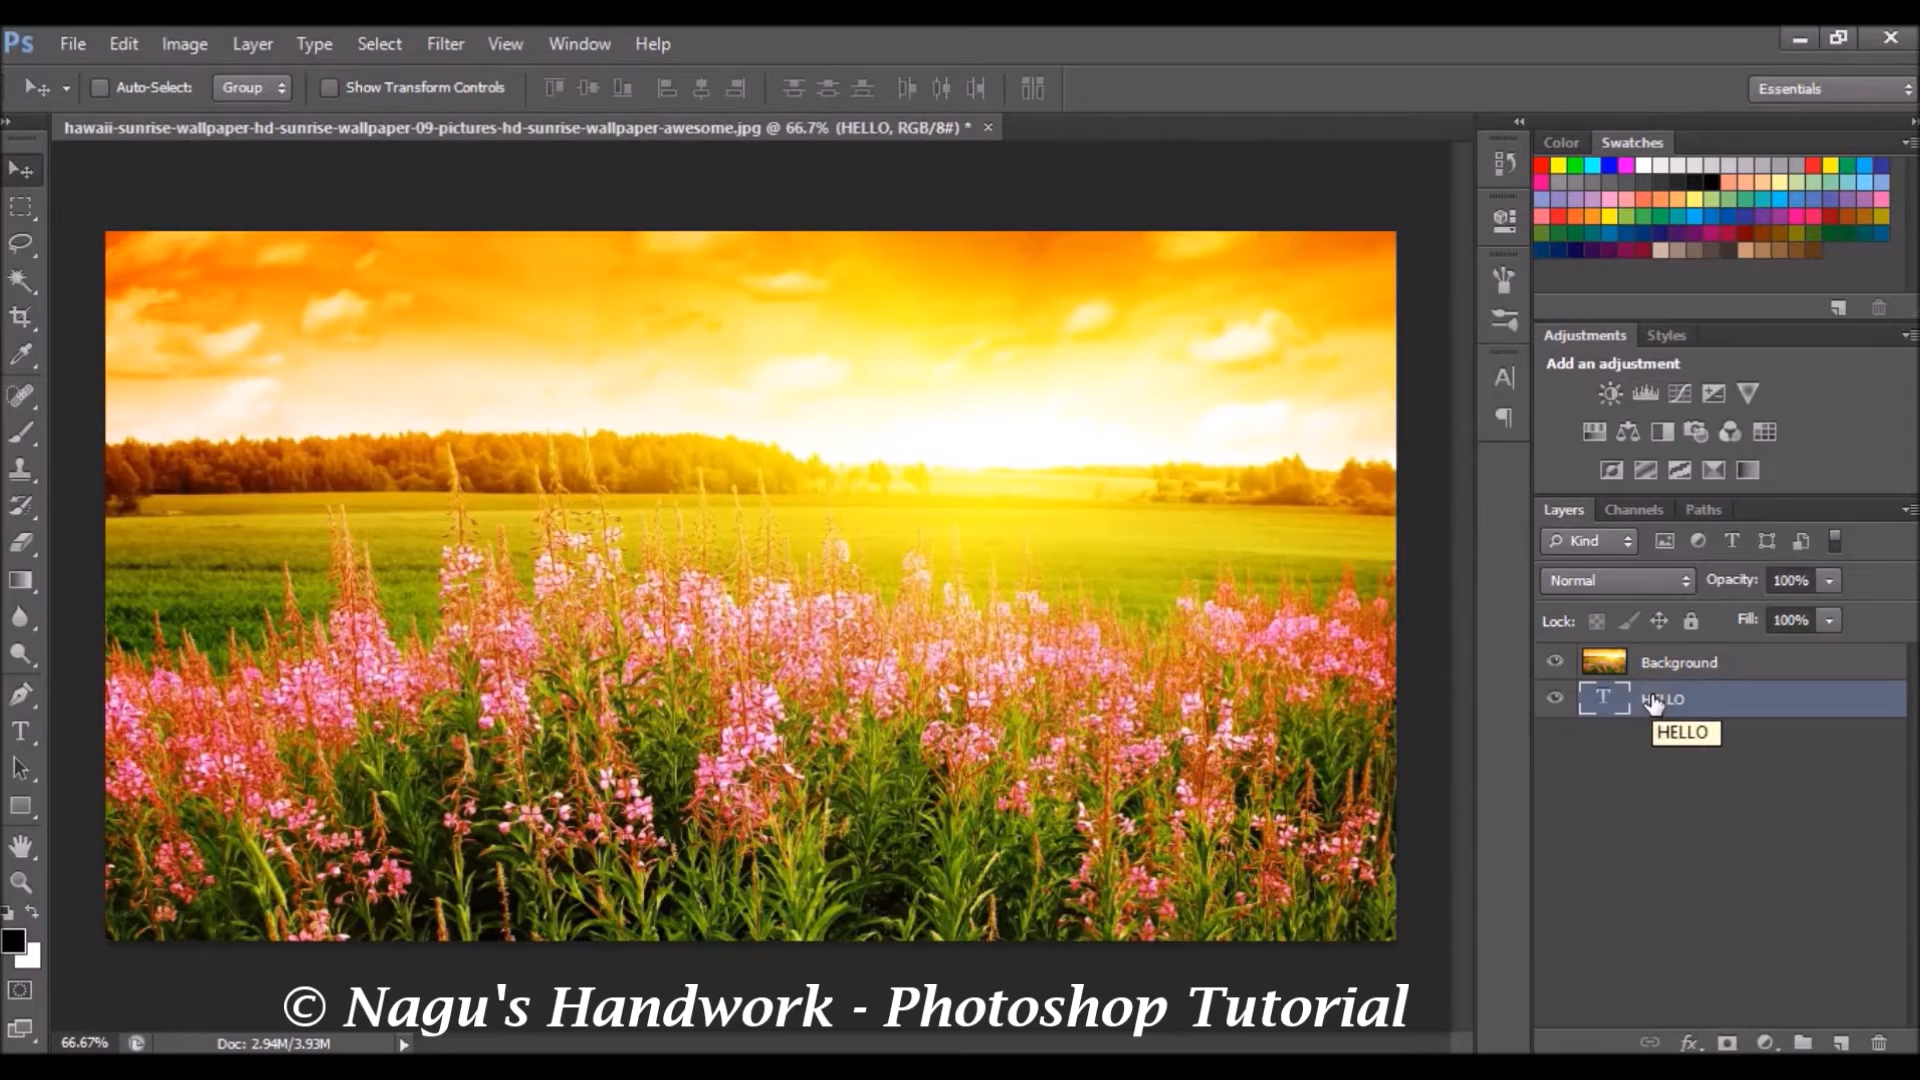 Ps File Edit Image Layer Type Select Filter View Window Help
Auto-Select: Group Show Transform Controls Essentials
hawaii-sunrise-wallpaper-hd-sunrise-wallpaper-09-pictures-hd-sunrise-wallpaper-awesome.jpg @ 66.7% (HELLO, RGB/8#) *
Color Swatches
Adjustments Styles
Add an adjustment
Layers Channels Paths
Kind
Normal Opacity: 100%
Lock: Fill: 100%
Background
HELLO
HELLO
© Nagu's Handwork - Photoshop Tutorial
66.67% Doc: 2.94M/3.93M
fx